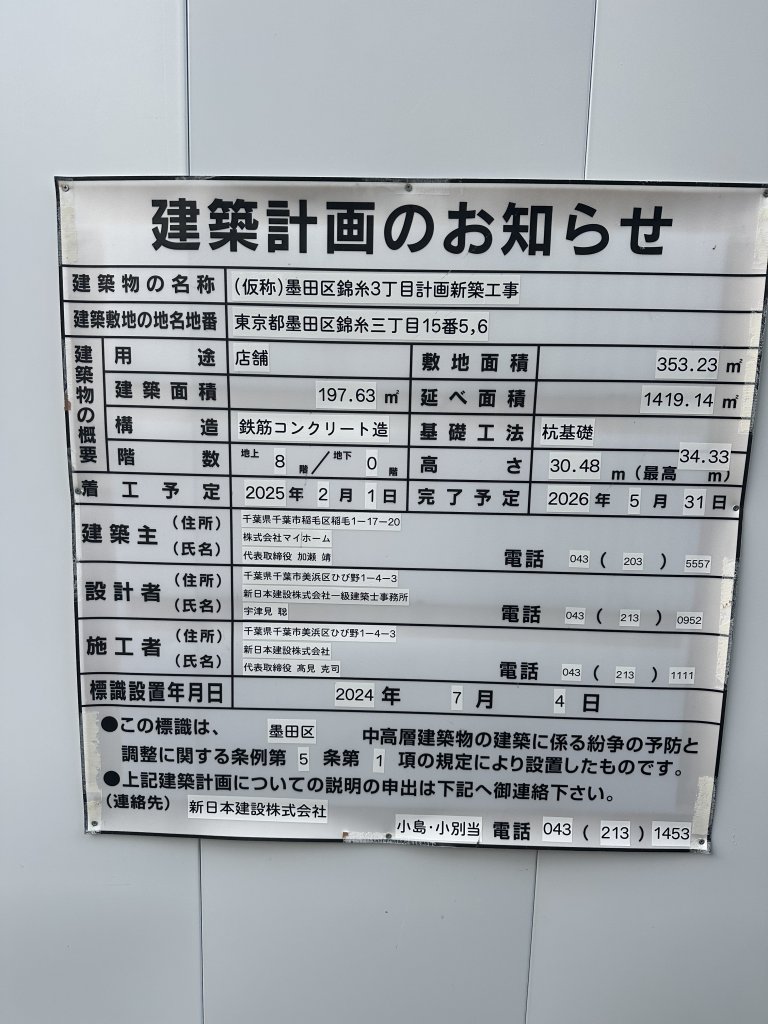 建築計画のお知らせ
建築物の名称 (仮称)墨田区錦糸3丁目計画新築工事
建築敷地の地名地番 東京都墨田区錦糸三丁目15番5,6
建築物の概要
用途 店舗 敷地面積 353.23 ㎡
建築面積 197.63 ㎡ 延べ面積 1419.14 ㎡
構造 鉄筋コンクリート造 基礎工法 杭基礎
階数 地上 8 階 / 地下 0 階 高さ 30.48 m (最高 34.33 m)
着工予定 2025年 2月 1日 完了予定 2026年 5月 31日
建築主 (住所) 千葉県千葉市稲毛区稲毛1-17-20
(氏名) 株式会社マイホーム
代表取締役 加瀬 靖 電話 043 ( 203 ) 5557
設計者 (住所) 千葉県千葉市美浜区ひび野1-4-3
(氏名) 新日本建設株式会社一級建築士事務所
宇津見 聡 電話 043 ( 213 ) 0952
施工者 (住所) 千葉県千葉市美浜区ひび野1-4-3
(氏名) 新日本建設株式会社
代表取締役 高見 克司 電話 043 ( 213 ) 1111
標識設置年月日 2024年 7月 4日
●この標識は、 墨田区 中高層建築物の建築に係る紛争の予防と
調整に関する条例第 5 条第 1 項の規定により設置したものです。
●上記建築計画についての説明の申出は下記へ御連絡下さい。
(連絡先) 新日本建設株式会社
小島・小別当 電話 043 ( 213 ) 1453